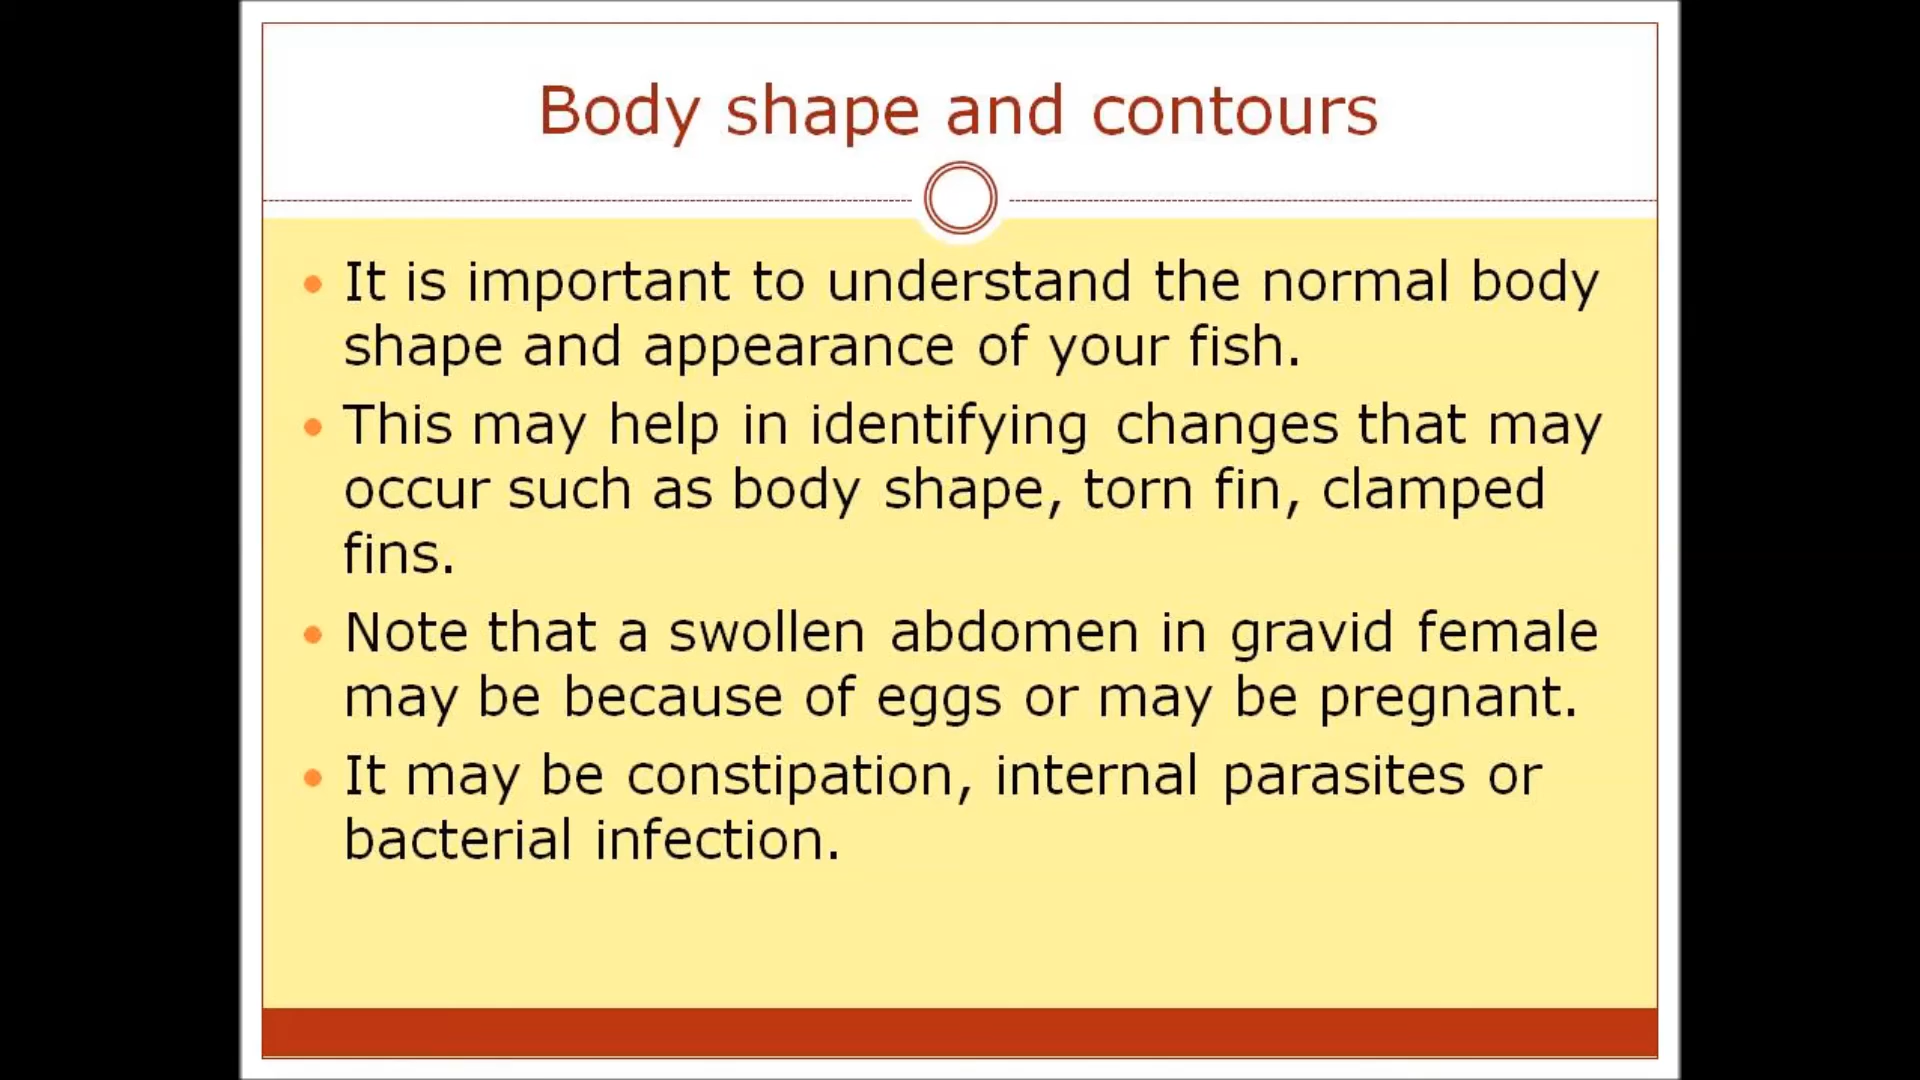 Body shape and contours
• It is important to understand the normal body
shape and appearance of your fish.
• This may help in identifying changes that may
occur such as body shape, torn fin, clamped
fins.
• Note that a swollen abdomen in gravid female
may be because of eggs or may be pregnant.
• It may be constipation, internal parasites or
bacterial infection.